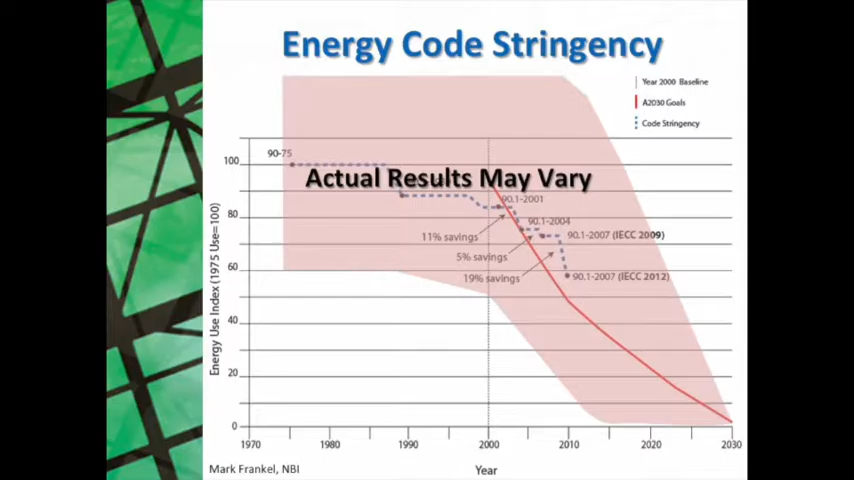 Energy Code Stringency
Year 2000 Baseline
A2030 Goals
Code Stringency
90-75
Actual Results May Vary
90.1-2001
90.1-2004
11% savings
90.1-2007 (IECC 2009)
5% savings
19% savings
90.1-2007 (IECC 2012)
Energy Use Index (1975 Use=100)
100
80
60
40
20
0
1970
1980
1990
2000
2010
2020
2030
Mark Frankel, NBI
Year